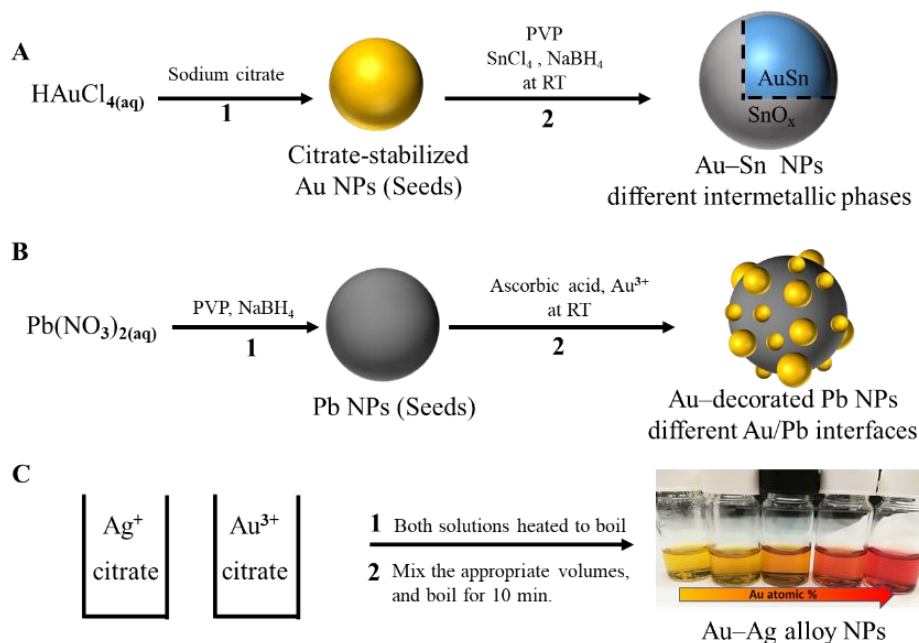 A
HAuCl4(aq)
Sodium citrate
1
Citrate-stabilized
Au NPs (Seeds)
PVP
SnCl4 , NaBH4
at RT
2
AuSn
SnOx
Au–Sn NPs
different intermetallic phases
B
Pb(NO3)2(aq)
PVP, NaBH4
1
Pb NPs (Seeds)
Ascorbic acid, Au3+
at RT
2
Au–decorated Pb NPs
different Au/Pb interfaces
C
Ag+
citrate
Au3+
citrate
1 Both solutions heated to boil
2 Mix the appropriate volumes,
and boil for 10 min.
Au atomic %
Au–Ag alloy NPs